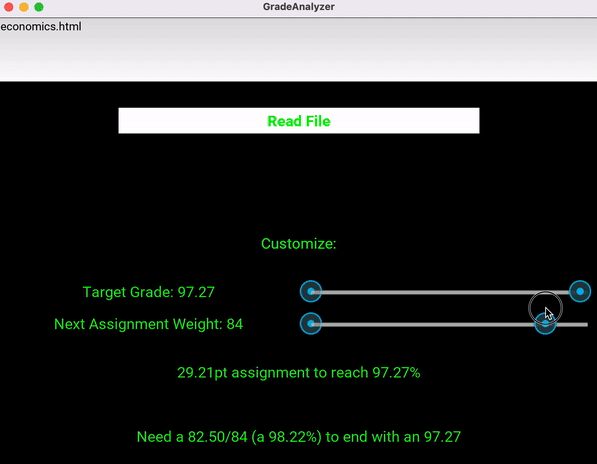 GradeAnalyzer
economics.html
Read File
Customize:
Target Grade: 97.27
Next Assignment Weight: 84
29.21pt assignment to reach 97.27%
Need a 82.50/84 (a 98.22%) to end with an 97.27